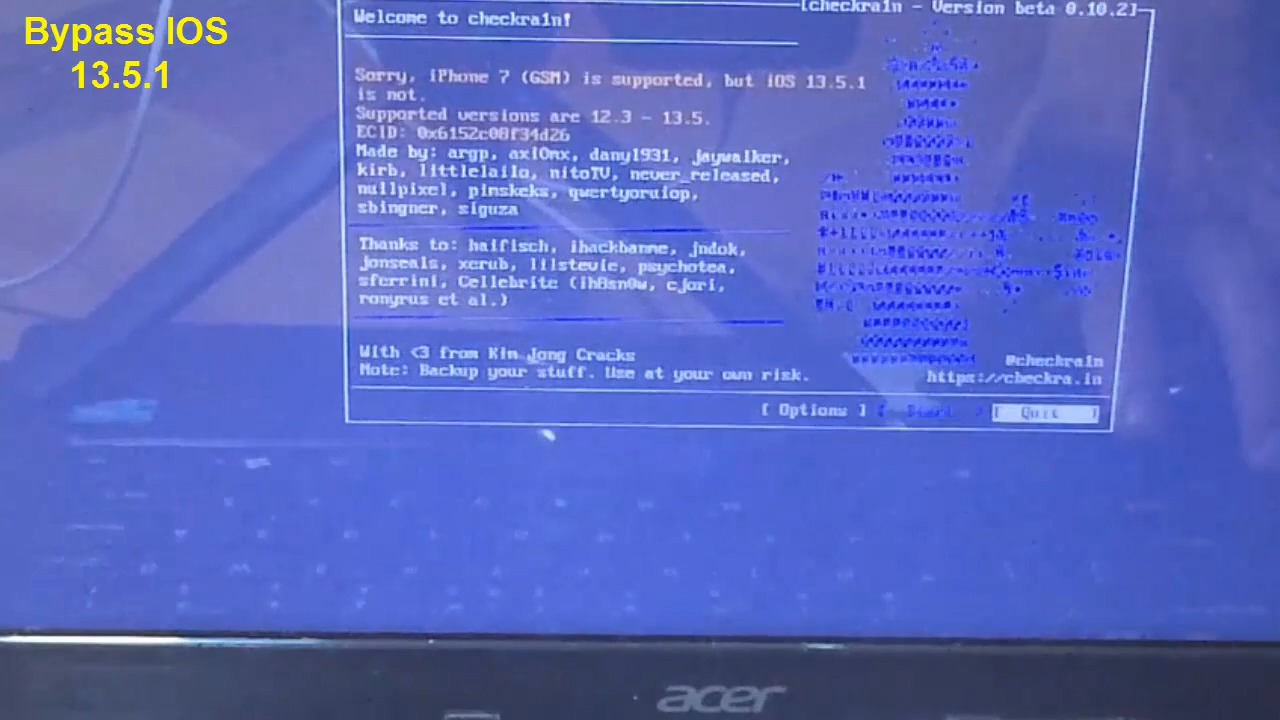 Bypass IOS
13.5.1
[checkra1n - Version beta 0.10.2]
Welcome to checkra1n!
Sorry, iPhone 7 (GSM) is supported, but iOS 13.5.1
is not.
Supported versions are 12.3 - 13.5.
ECID: 0x6152c08f34d26
Made by: argp, axi0mx, danyl931, jaywalker,
kirb, littlelailo, nitoTV, never_released,
nullpixel, pimskeks, qwertyoruiop,
sbingner, siguza
Thanks to: haifisch, ihackbanme, jndok,
jonseals, xerub, lilstevie, psychotea,
sferrini, Cellebrite (ih8sn0w, cjori,
ronyrus et al.)
With <3 from Kim Jong Cracks
Note: Backup your stuff. Use at your own risk.
@checkra1n
https://checkra.in
[ Options ] [ Start ] [ Quit ]
acer